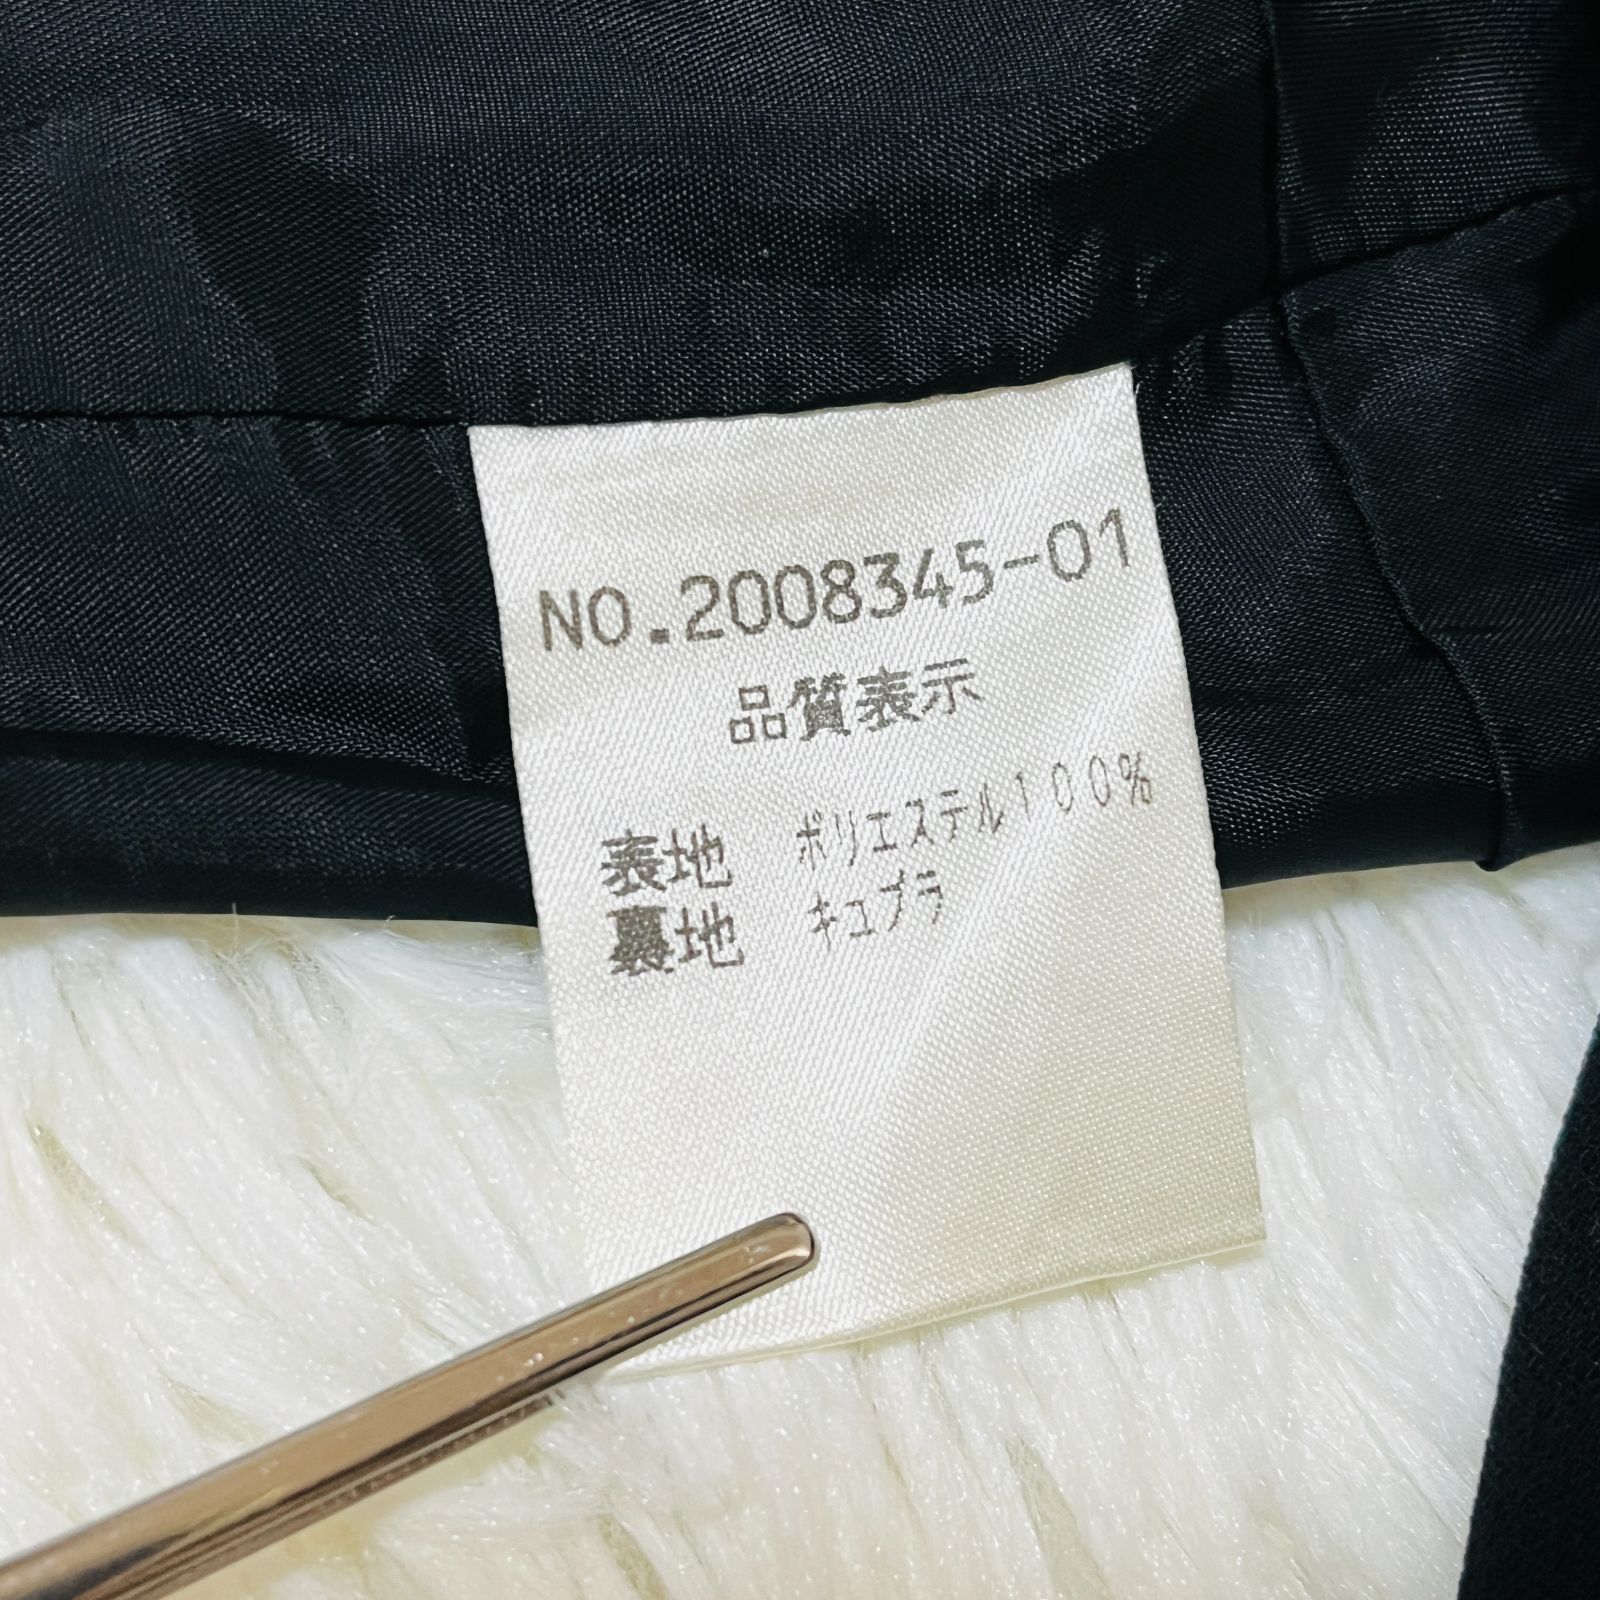 NO.2008345-01
品質表示
表地 ポリエステル100%
裏地 キュプラ